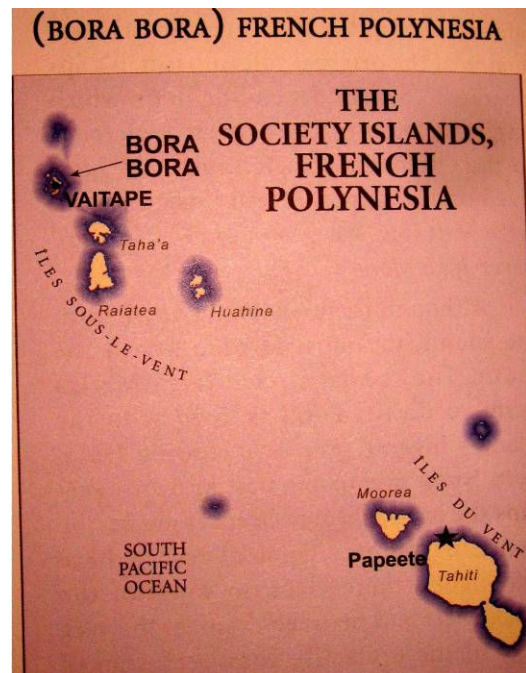 (BORA BORA) FRENCH POLYNESIA
THE
SOCIETY ISLANDS,
FRENCH
POLYNESIA
BORA
BORA
VAITAPE
Taha'a
Raiatea
Huahine
ÎLES SOUS-LE-VENT
Moorea
ÎLES DU VENT
Papeete
Tahiti
SOUTH
PACIFIC
OCEAN